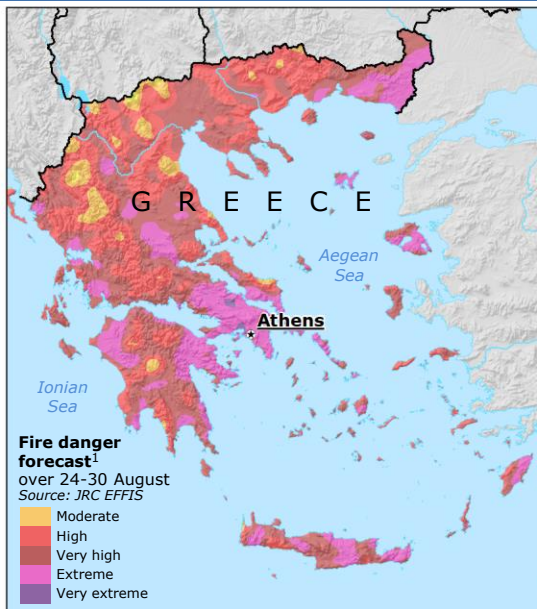 G R E E C E
Aegean
Sea
Athens
Ionian
Sea
Fire danger
forecast1
over 24-30 August
Source: JRC EFFIS
Moderate
High
Very high
Extreme
Very extreme